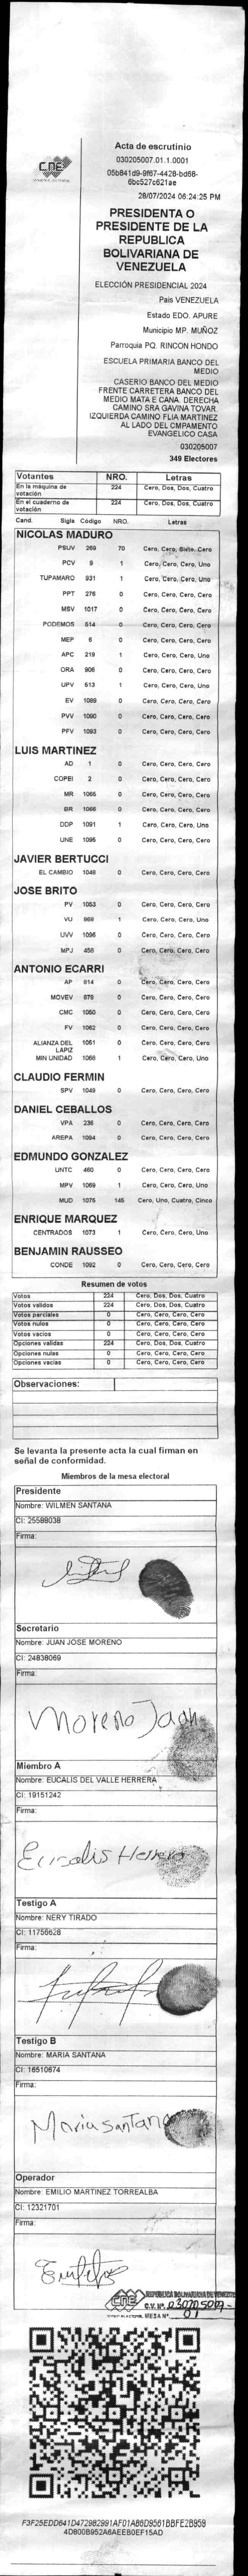 CNE
Acta de escrutinio
030205007.01.1.0001
05b841d9-9f67-4428-bd68-
6bc527c621ae
28/07/2024 06:24:25 PM
PRESIDENTA O
PRESIDENTE DE LA
REPUBLICA
BOLIVARIANA DE
VENEZUELA
ELECCIÓN PRESIDENCIAL 2024
Pais VENEZUELA
Estado EDO. APURE
Municipio MP. MUÑOZ
Parroquia PQ. RINCON HONDO
ESCUELA PRIMARIA BANCO DEL
MEDIO
CASERIO BANCO DEL MEDIO
FRENTE CARRETERA BANCO DEL
MEDIO MATA E CANA. DERECHA
CAMINO SRA GAVINA TOVAR.
IZQUIERDA CAMINO FLIA MARTINEZ
AL LADO DEL CMPAMENTO
EVANGELICO CASA
030205007
349 Electores
Votantes NRO. Letras
En la máquina de votación 224 Cero, Dos, Dos, Cuatro
En el cuaderno de votación 224 Cero, Dos, Dos, Cuatro
Cand. Sigla Código NRO. Letras
NICOLAS MADURO
PSUV 269 70 Cero, Cero, Siete, Cero
PCV 9 1 Cero, Cero, Cero, Uno
TUPAMARO 931 1 Cero, Cero, Cero, Uno
PPT 276 0 Cero, Cero, Cero, Cero
MSV 1017 0 Cero, Cero, Cero, Cero
PODEMOS 514 0 Cero, Cero, Cero, Cero
MEP 6 0 Cero, Cero, Cero, Cero
APC 219 1 Cero, Cero, Cero, Uno
ORA 906 0 Cero, Cero, Cero, Cero
UPV 513 1 Cero, Cero, Cero, Uno
EV 1089 0 Cero, Cero, Cero, Cero
PVV 1090 0 Cero, Cero, Cero, Cero
PFV 1093 0 Cero, Cero, Cero, Cero
LUIS MARTINEZ
AD 1 0 Cero, Cero, Cero, Cero
COPEI 2 0 Cero, Cero, Cero, Cero
MR 1065 0 Cero, Cero, Cero, Cero
BR 1066 0 Cero, Cero, Cero, Cero
DDP 1091 1 Cero, Cero, Cero, Uno
UNE 1095 0 Cero, Cero, Cero, Cero
JAVIER BERTUCCI
EL CAMBIO 1048 0 Cero, Cero, Cero, Cero
JOSE BRITO
PV 1053 0 Cero, Cero, Cero, Cero
VU 968 1 Cero, Cero, Cero, Uno
UVV 1096 0 Cero, Cero, Cero, Cero
MPJ 458 0 Cero, Cero, Cero, Cero
ANTONIO ECARRI
AP 814 0 Cero, Cero, Cero, Cero
MOVEV 879 0 Cero, Cero, Cero, Cero
CMC 1050 0 Cero, Cero, Cero, Cero
FV 1062 0 Cero, Cero, Cero, Cero
ALIANZA DEL LAPIZ 1051 0 Cero, Cero, Cero, Cero
MIN UNIDAD 1068 1 Cero, Cero, Cero, Uno
CLAUDIO FERMIN
SPV 1049 0 Cero, Cero, Cero, Cero
DANIEL CEBALLOS
VPA 236 0 Cero, Cero, Cero, Cero
AREPA 1094 0 Cero, Cero, Cero, Cero
EDMUNDO GONZALEZ
UNTC 460 0 Cero, Cero, Cero, Cero
MPV 1069 1 Cero, Cero, Cero, Uno
MUD 1075 145 Cero, Uno, Cuatro, Cinco
ENRIQUE MARQUEZ
CENTRADOS 1073 1 Cero, Cero, Cero, Uno
BENJAMIN RAUSSEO
CONDE 1092 0 Cero, Cero, Cero, Cero
Resumen de votos
Votos 224 Cero, Dos, Dos, Cuatro
Votos validos 224 Cero, Dos, Dos, Cuatro
Votos parciales 0 Cero, Cero, Cero, Cero
Votos nulos 0 Cero, Cero, Cero, Cero
Votos vacios 0 Cero, Cero, Cero, Cero
Opciones validas 224 Cero, Dos, Dos, Cuatro
Opciones nulas 0 Cero, Cero, Cero, Cero
Opciones vacias 0 Cero, Cero, Cero, Cero
Observaciones:
Se levanta la presente acta la cual firman en
señal de conformidad.
Miembros de la mesa electoral
Presidente
Nombre: WILMEN SANTANA
CI: 25588038
Firma:
Secretario
Nombre: JUAN JOSE MORENO
CI: 24838069
Firma:
Moreno Juan
Miembro A
Nombre: EUCALIS DEL VALLE HERRERA
CI: 19151242
Firma:
Eucalis Herrera
Testigo A
Nombre: NERY TIRADO
CI: 11756628
Firma:
Testigo B
Nombre: MARIA SANTANA
CI: 16510674
Firma:
Maria Santana
Operador
Nombre: EMILIO MARTINEZ TORREALBA
CI: 12321701
Firma:
CNE REPUBLICA BOLIVARIANA DE VENEZUELA
C.V. Nº. 030205007-
MESA Nº 01
F3F25EDD641D472982991AF01A86D9561BBFE2B959
4D800B952A6AEEB0EF15AD